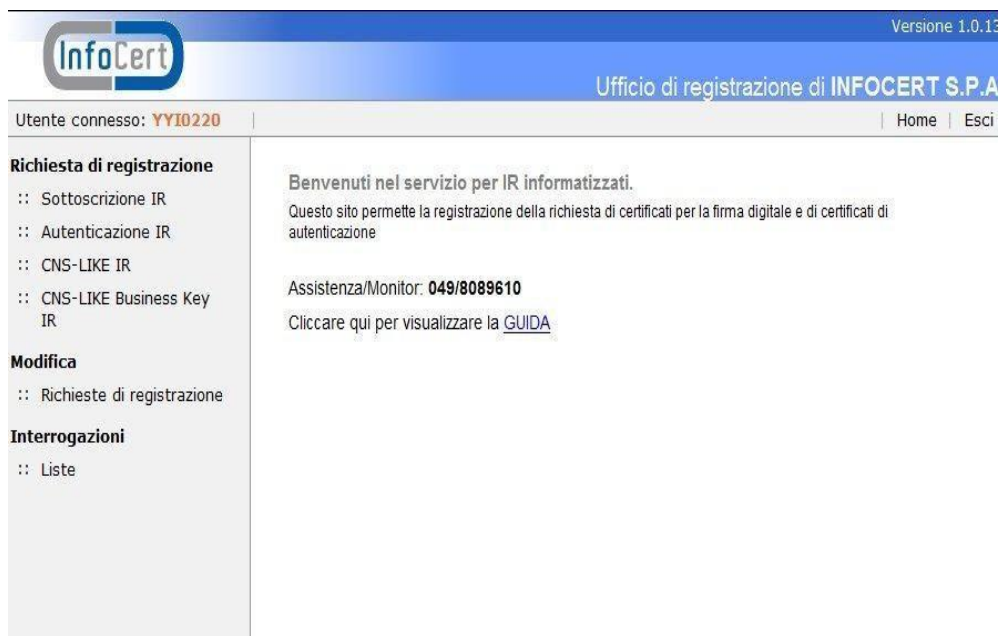 InfoCert
Versione 1.0.13
Ufficio di registrazione di INFOCERT S.P.A
Utente connesso: YYI0220
| Home | Esci
Richiesta di registrazione
:: Sottoscrizione IR
:: Autenticazione IR
:: CNS-LIKE IR
:: CNS-LIKE Business Key
IR
Modifica
:: Richieste di registrazione
Interrogazioni
:: Liste
Benvenuti nel servizio per IR informatizzati.
Questo sito permette la registrazione della richiesta di certificati per la firma digitale e di certificati di
autenticazione
Assistenza/Monitor: 049/8089610
Cliccare qui per visualizzare la GUIDA